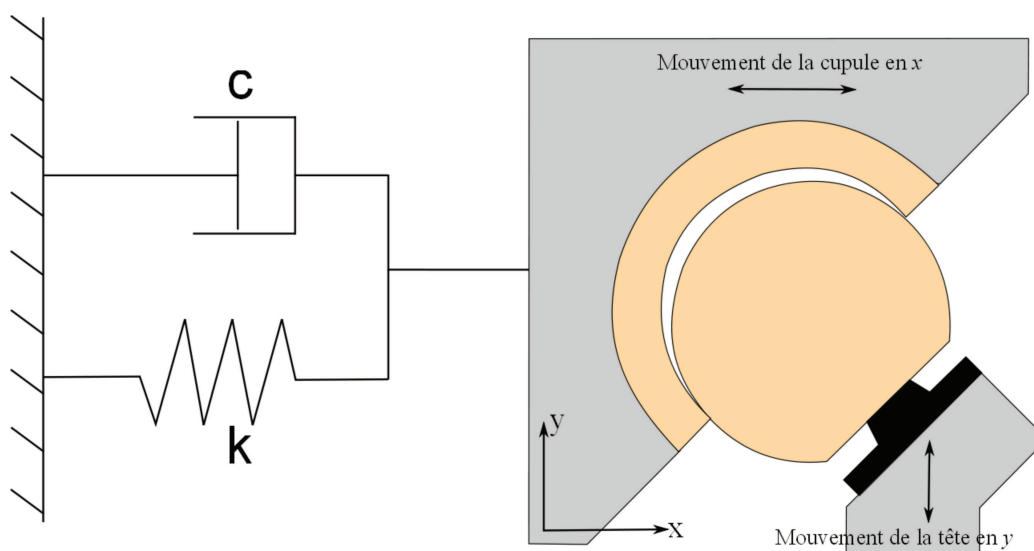 Mouvement de la cupule en x
c
k
y
x
Mouvement de la tête en y